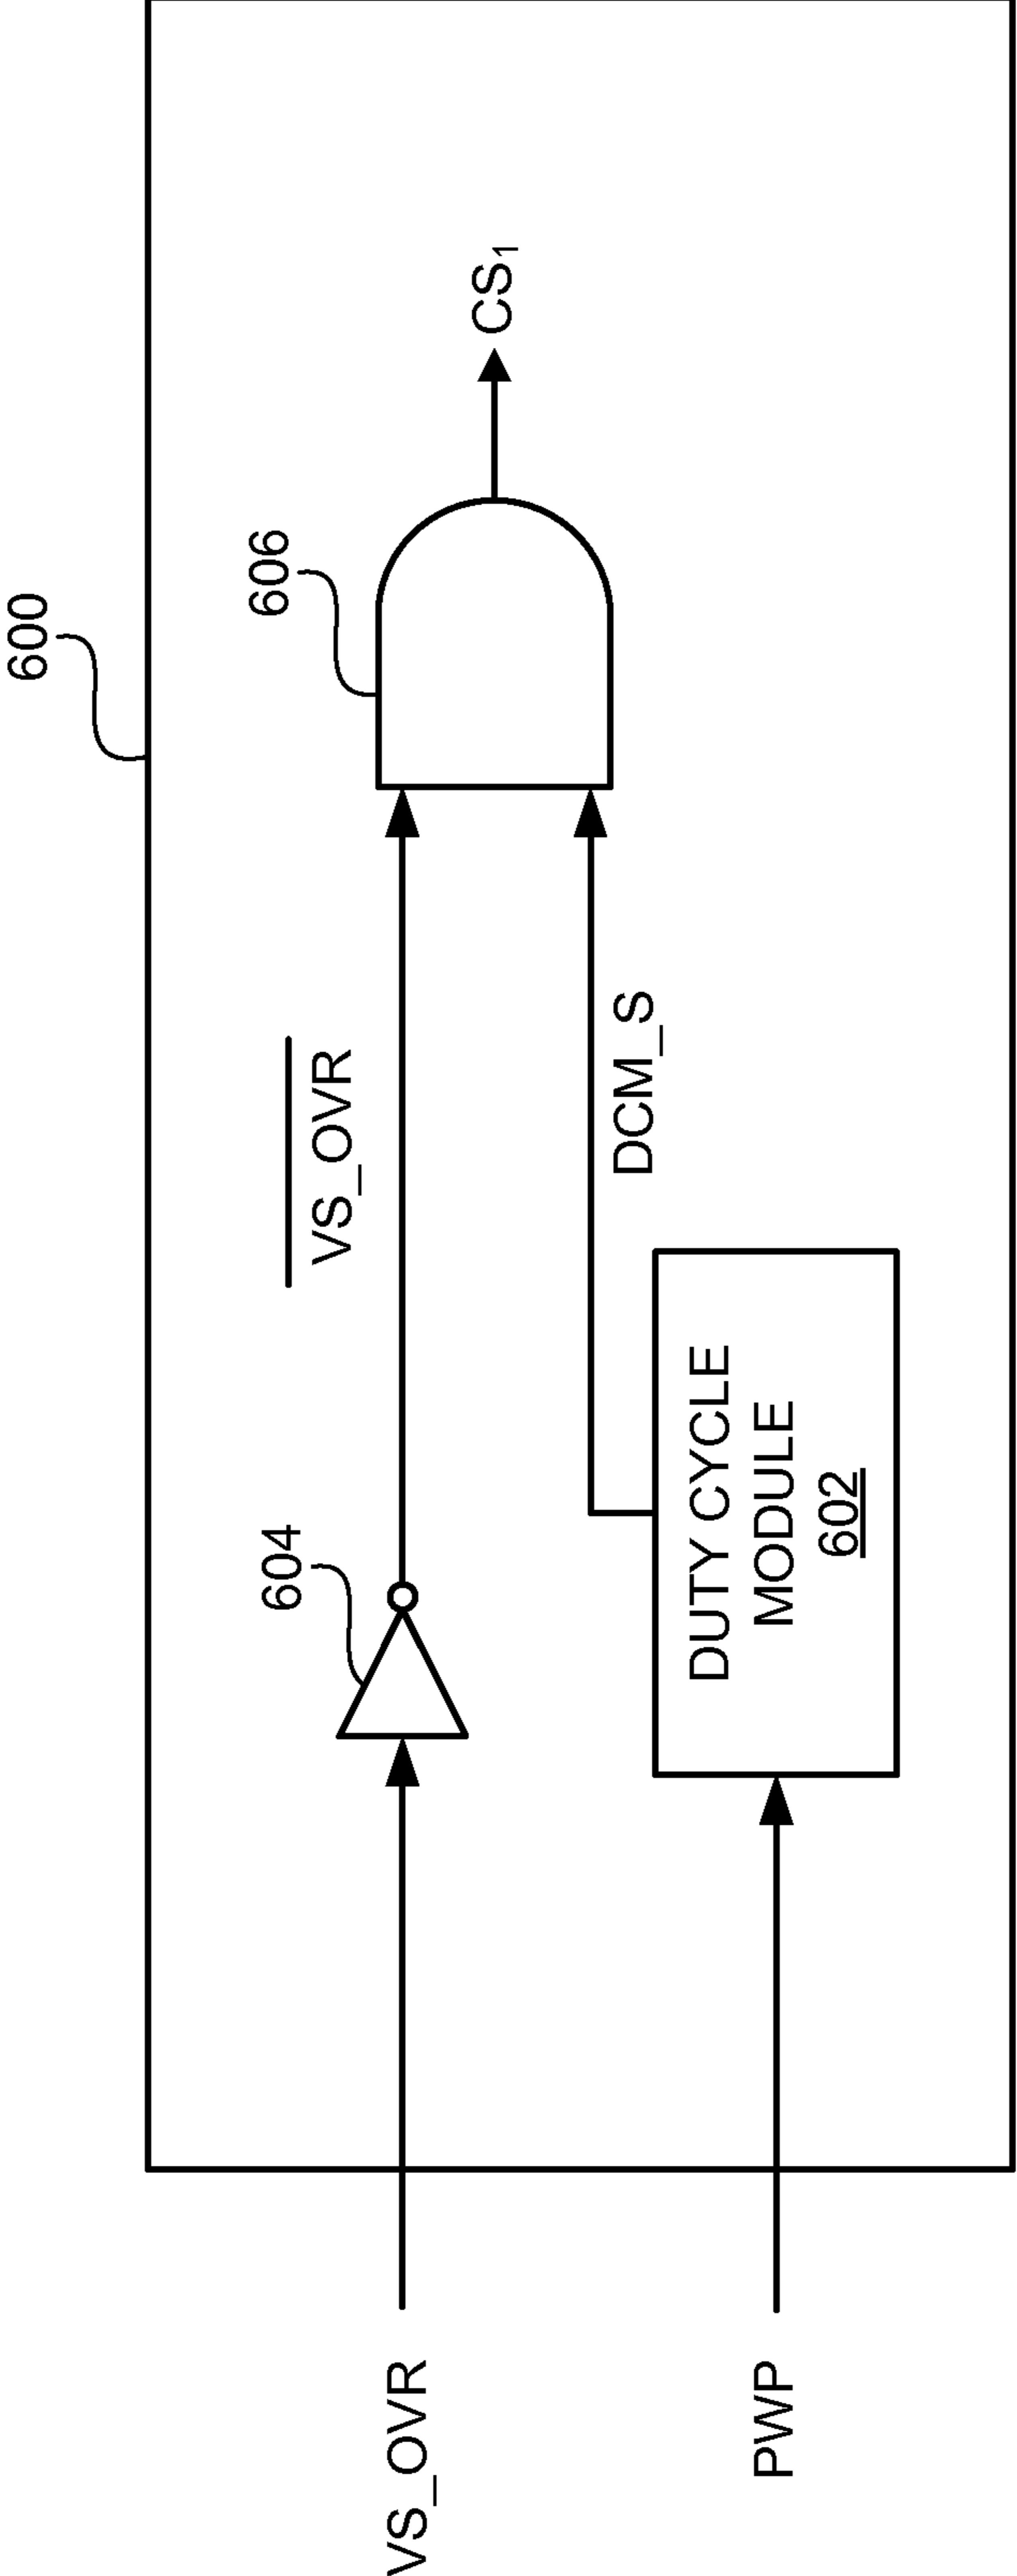 600
606
CS₁
604
VS_OVR
VS_OVR
DCM_S
DUTY CYCLE
MODULE
602
PWP